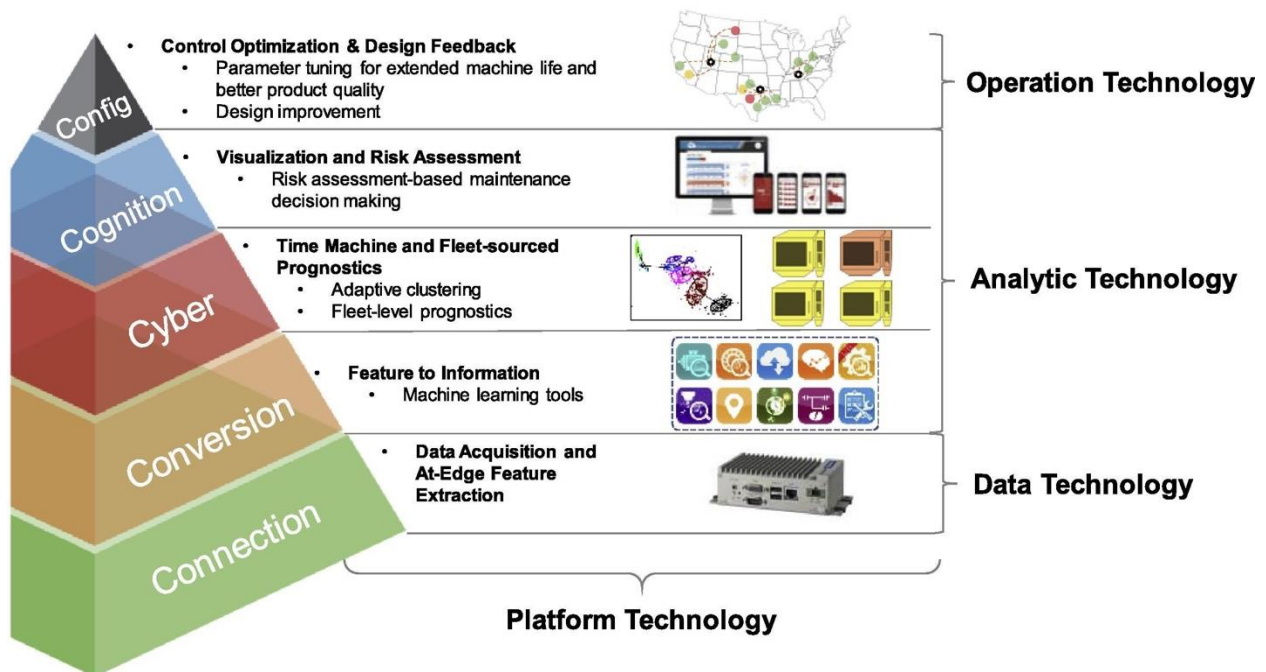 Config
• Control Optimization & Design Feedback
• Parameter tuning for extended machine life and
better product quality
• Design improvement
Operation Technology
Cognition
• Visualization and Risk Assessment
• Risk assessment-based maintenance
decision making
Cyber
• Time Machine and Fleet-sourced
Prognostics
• Adaptive clustering
• Fleet-level prognostics
Analytic Technology
Conversion
• Feature to Information
• Machine learning tools
Connection
• Data Acquisition and
At-Edge Feature
Extraction
Data Technology
Platform Technology